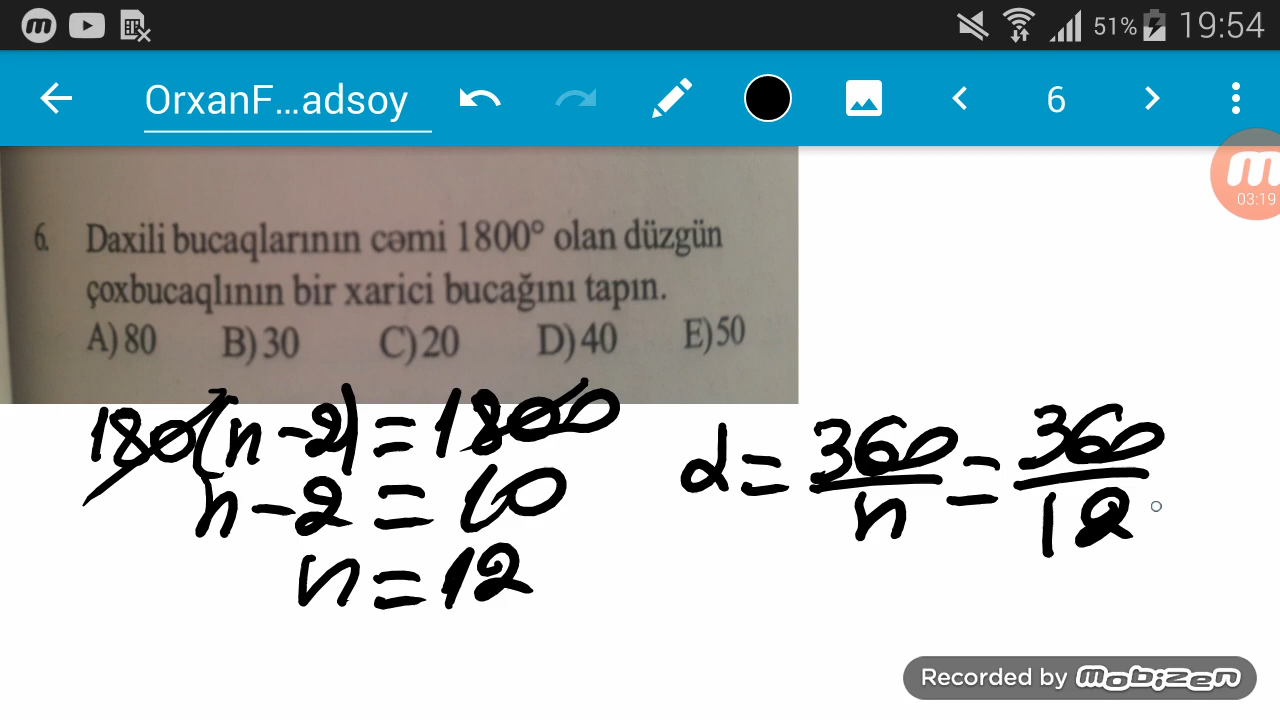 51% 19:54
OrxanF...adsoy 6
03:19
6. Daxili bucaqlarının cəmi 1800° olan düzgün
çoxbucaqlının bir xarici bucağını tapın.
A) 80 B) 30 C) 20 D) 40 E) 50
180(n-2)=1800
n-2=10
n=12
α=360/n=360/12
Recorded by mobizen